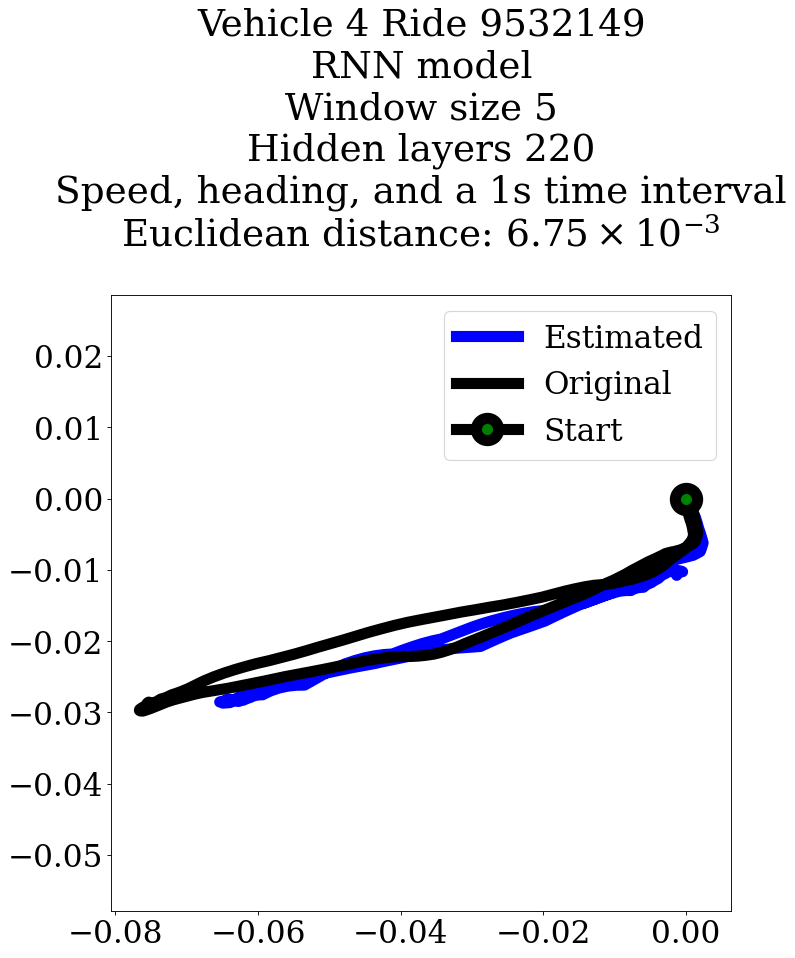 Vehicle 4 Ride 9532149
RNN model
Window size 5
Hidden layers 220
Speed, heading, and a 1s time interval
Euclidean distance: 6.75 × 10⁻³
Estimated
Original
Start
0.02
0.01
0.00
−0.01
−0.02
−0.03
−0.04
−0.05
−0.08 −0.06 −0.04 −0.02 0.00